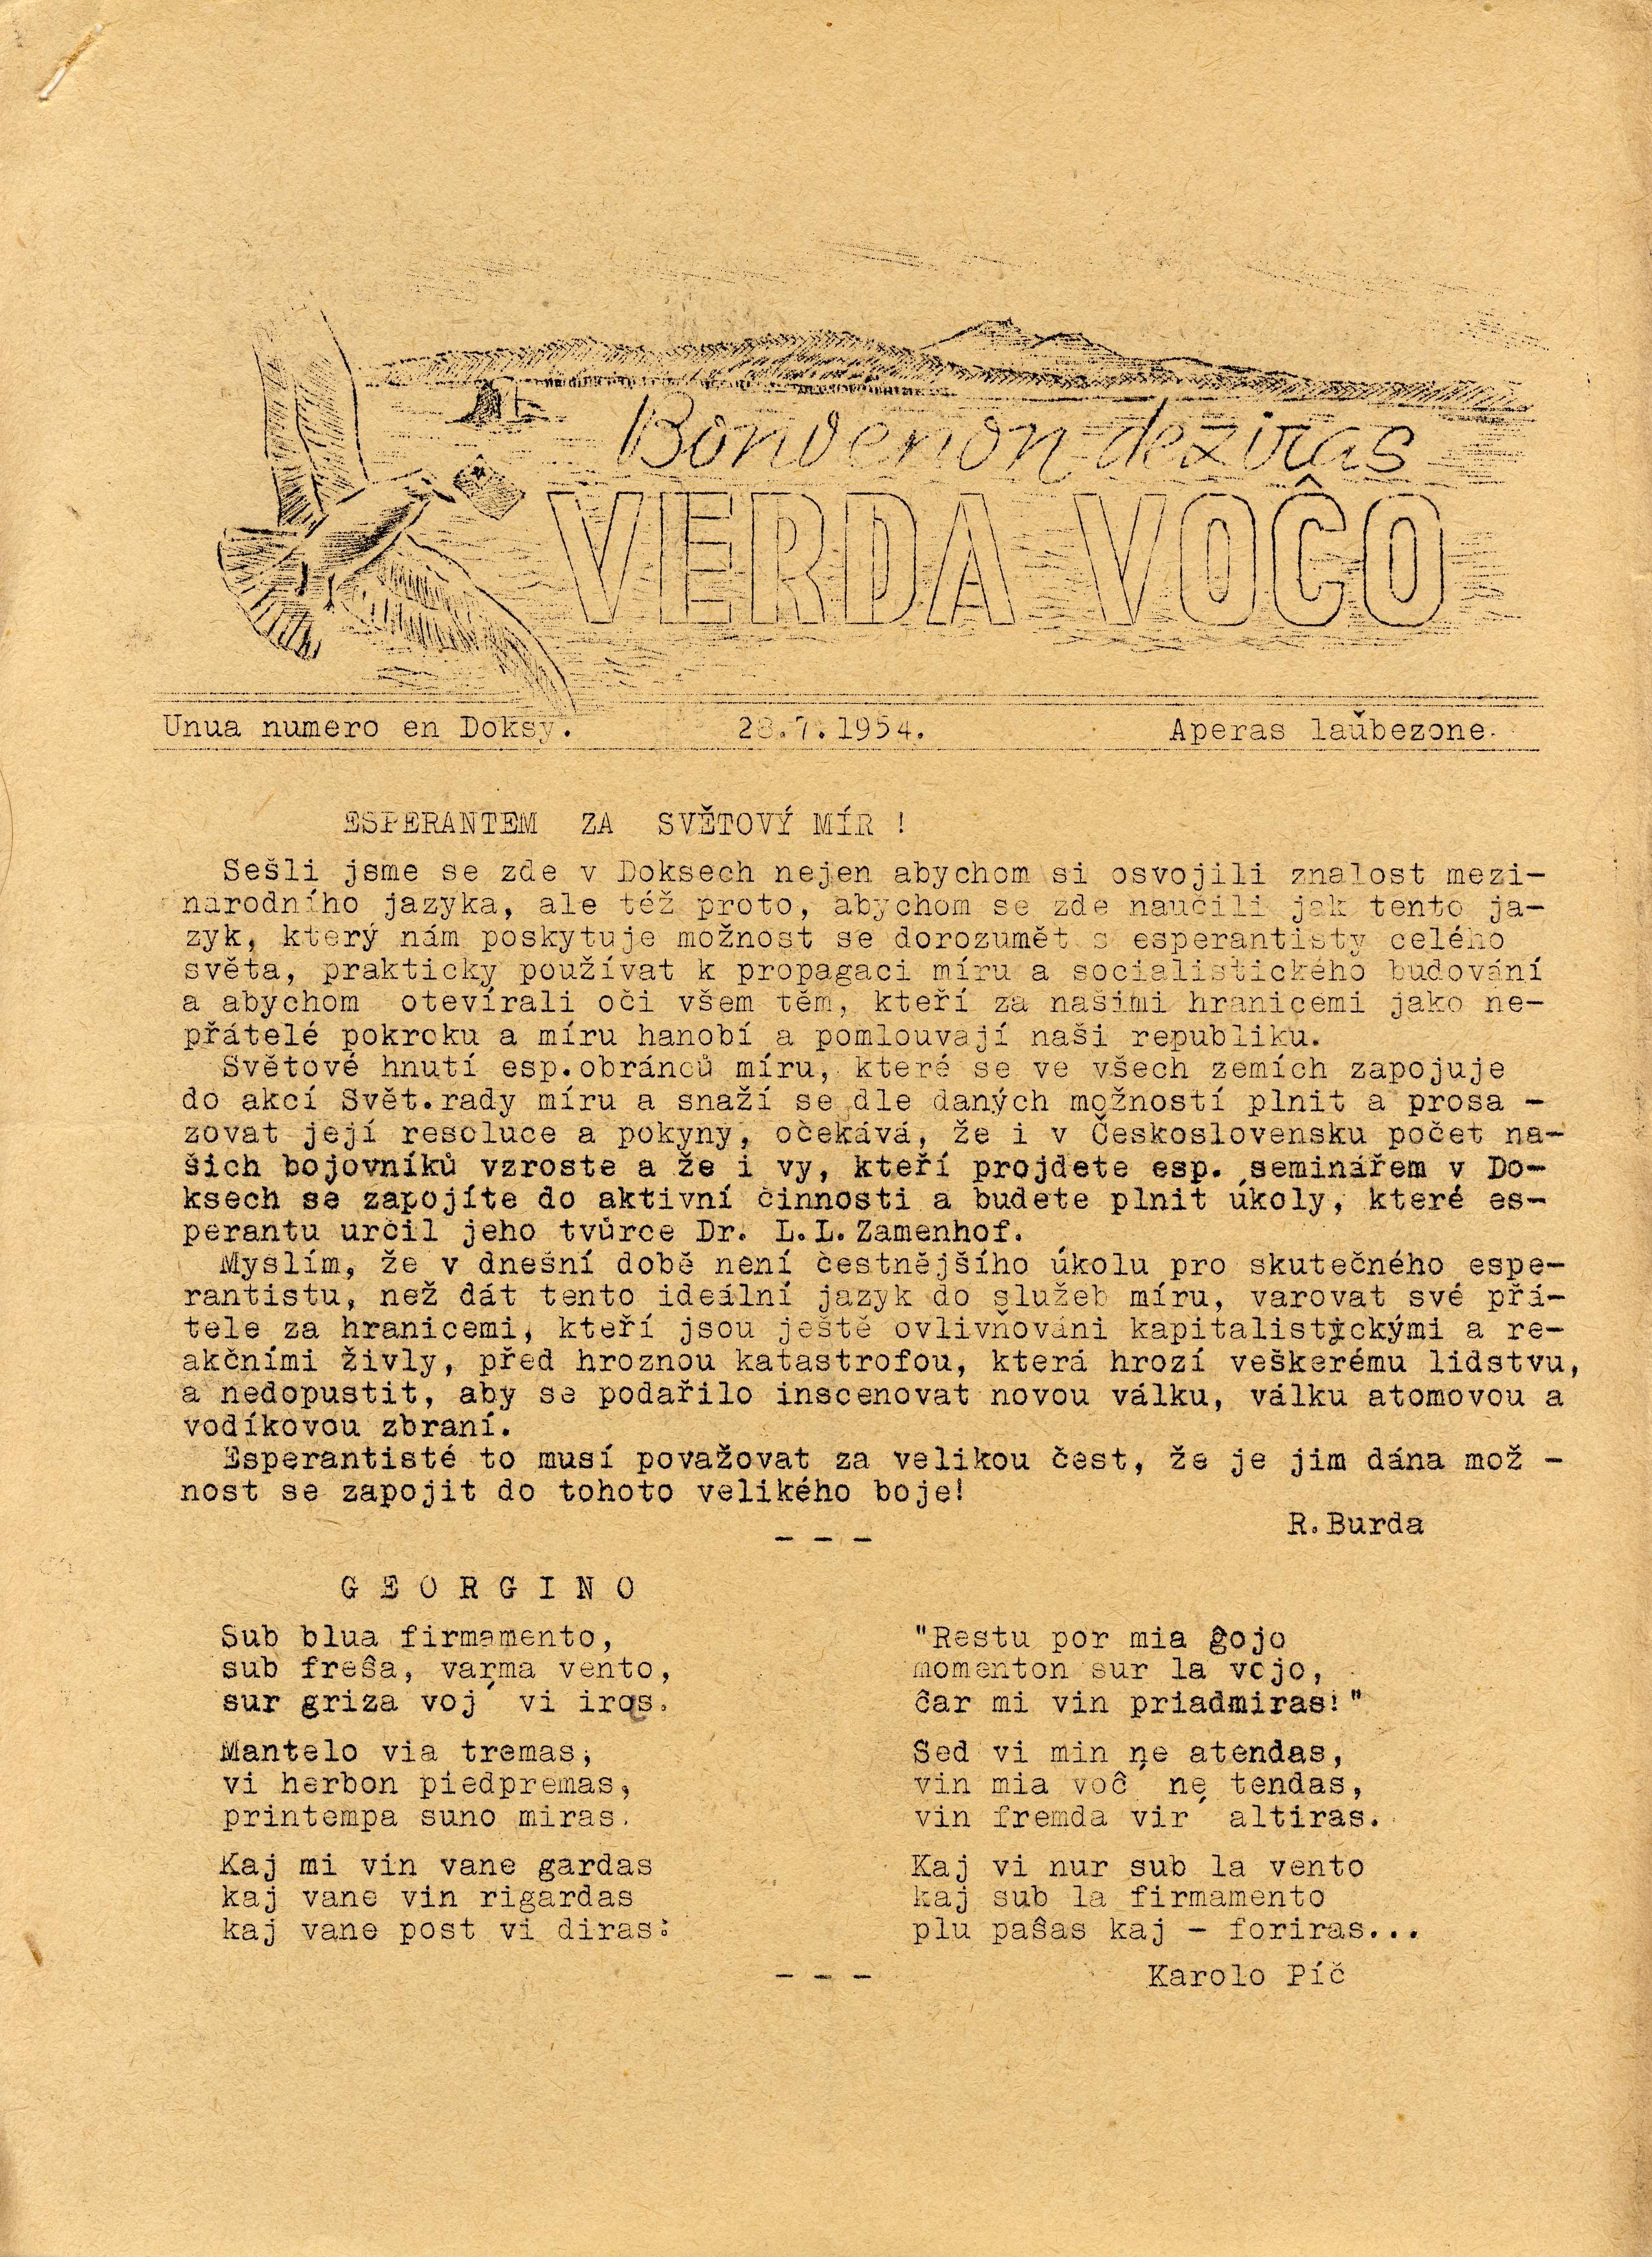 Bonvenon deziras
VERDA VOĈO
Unua numero en Doksy. 28.7.1954. Aperas laŭbezone.
ESPERANTEM ZA SVĚTOVÝ MÍR !
Sešli jsme se zde v Doksech nejen abychom si osvojili znalost mezi-
národního jazyka, ale též proto, abychom se zde naučili jak tento ja-
zyk, který nám poskytuje možnost se dorozumět s esperantisty celého
světa, prakticky používat k propagaci míru a socialistického budování
a abychom otevírali oči všem těm, kteří za našimi hranicemi jako ne-
přátelé pokroku a míru hanobí a pomlouvají naši republiku.
Světové hnutí esp.obránců míru, které se ve všech zemích zapojuje
do akcí Svět.rady míru a snaží se dle daných možností plnit a prosa -
zovat její resoluce a pokyny, očekává, že i v Československu počet na-
šich bojovníků vzroste a že i vy, kteří projdete esp. seminářem v Do-
ksech se zapojíte do aktivní činnosti a budete plnit úkoly, které es-
perantu určil jeho tvůrce Dr. L.L.Zamenhof.
Myslím, že v dnešní době není čestnějšího úkolu pro skutečného espe-
rantistu, než dát tento ideální jazyk do služeb míru, varovat své přá-
tele za hranicemi, kteří jsou ještě ovlivňováni kapitalistickými a re-
akčními živly, před hroznou katastrofou, která hrozí veškerému lidstvu,
a nedopustit, aby se podařilo inscenovat novou válku, válku atomovou a
vodíkovou zbraní.
Esperantisté to musí považovat za velikou čest, že je jim dána mož -
nost se zapojit do tohoto velikého boje!
R.Burda
- - -
G E O R G I N O
Sub blua firmamento,
sub freŝa, varma vento,
sur griza voj´ vi iras.
Mantelo via tremas,
vi herbon piedpremas,
printempa suno miras.
Kaj mi vin vane gardas
kaj vane vin rigardas
kaj vane post vi diras:
"Restu por mia ĝojo
momenton sur la vojo,
ĉar mi vin priadmiras!"
Sed vi min ne atendas,
vin mia voĉ´ ne tendas,
vin fremda vir´ altiras.
Kaj vi nur sub la vento
kaj sub la firmamento
plu paŝas kaj - foriras...
- - - Karolo Píč